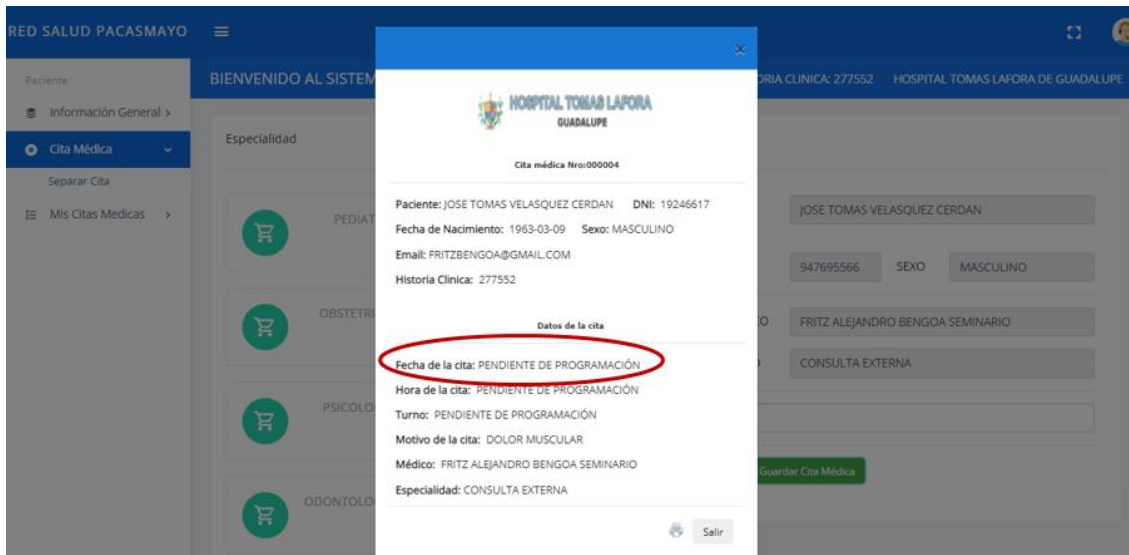 RED SALUD PACASMAYO
Paciente
Información General
Cita Médica
Separar Cita
Mis Citas Medicas
BIENVENIDO AL SISTEM
ORIA CLINICA: 277552 HOSPITAL TOMAS LAFORA DE GUADALUPE
Especialidad
PEDIAT
OBSTETRI
PSICOLO
ODONTOLO
×
HOSPITAL TOMAS LAFORA
GUADALUPE
Cita médica Nro:000004
Paciente: JOSE TOMAS VELASQUEZ CERDAN DNI: 19246617
Fecha de Nacimiento: 1963-03-09 Sexo: MASCULINO
Email: FRITZBENGOA@GMAIL.COM
Historia Clinica: 277552
Datos de la cita
Fecha de la cita: PENDIENTE DE PROGRAMACIÓN
Hora de la cita: PENDIENTE DE PROGRAMACIÓN
Turno: PENDIENTE DE PROGRAMACIÓN
Motivo de la cita: DOLOR MUSCULAR
Médico: FRITZ ALEJANDRO BENGOA SEMINARIO
Especialidad: CONSULTA EXTERNA
Salir
JOSE TOMAS VELASQUEZ CERDAN
947695566 SEXO MASCULINO
CO FRITZ ALEJANDRO BENGOA SEMINARIO
CONSULTA EXTERNA
Guardar Cita Médica